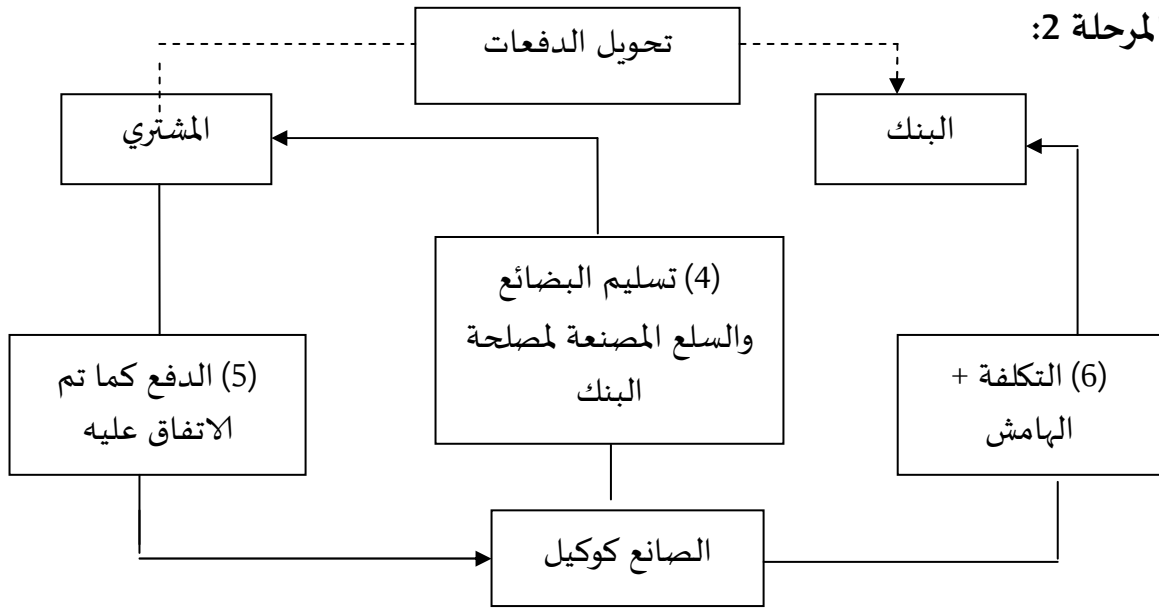 لمرحلة 2:
تحويل الدفعات
البنك
المشتري
(4) تسليم البضائع
والسلع المصنعة لمصلحة
البنك
(6) التكلفة +
الهامش
(5) الدفع كما تم
الاتفاق عليه
الصانع كوكيل